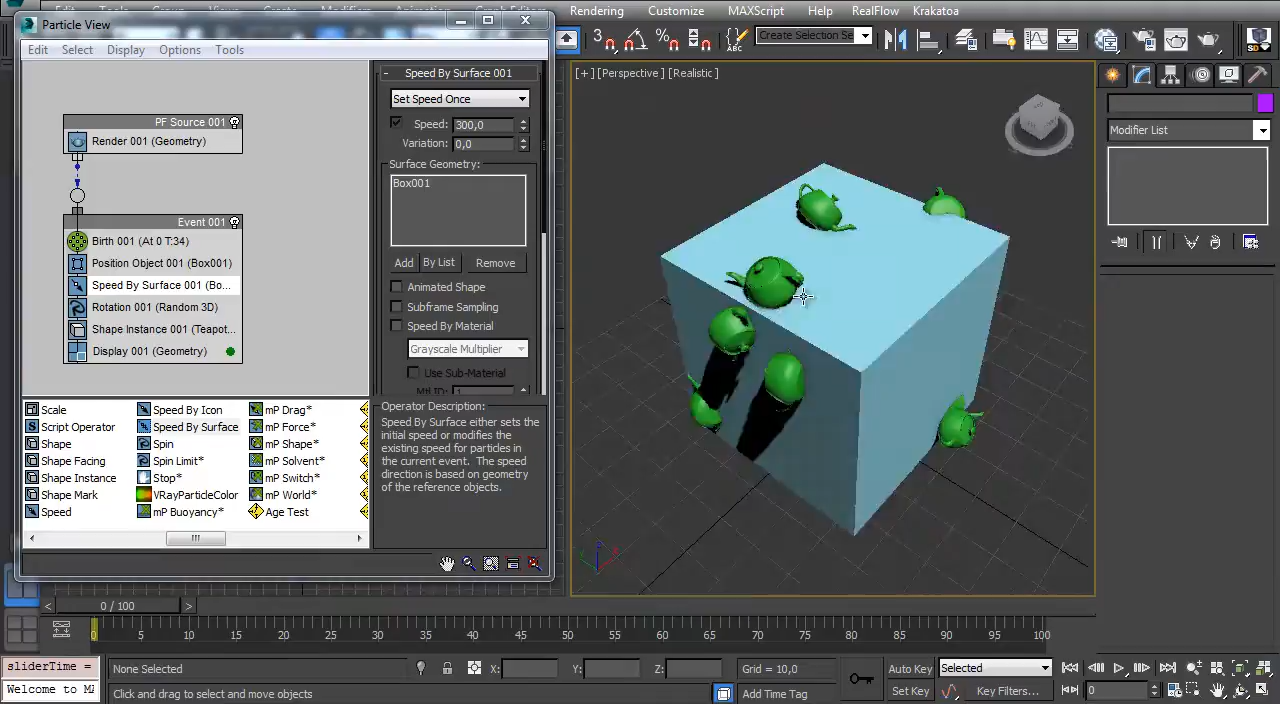 Rendering Customize MAXScript Help RealFlow Krakatoa
Particle View
Edit Select Display Options Tools
3 % ABC Create Selection Se
SD
[+] [Perspective] [Realistic]
PF Source 001
Render 001 (Geometry)
Event 001
Birth 001 (At 0 T:34)
Position Object 001 (Box001)
Speed By Surface 001 (Bo...
Rotation 001 (Random 3D)
Shape Instance 001 (Teapot...
Display 001 (Geometry)
- Speed By Surface 001
Set Speed Once
Speed: 300,0
Variation: 0,0
Surface Geometry:
Box001
Add By List Remove
Animated Shape
Subframe Sampling
Speed By Material
Grayscale Multiplier
Use Sub-Material
Mtl ID: 1
Modifier List
Scale Speed By Icon mP Drag*
Script Operator Speed By Surface mP Force*
Shape Spin mP Shape*
Shape Facing Spin Limit* mP Solvent*
Shape Instance Stop* mP Switch*
Shape Mark VRayParticleColor mP World*
Speed mP Buoyancy* Age Test
Operator Description:
Speed By Surface either sets the
initial speed or modifies the
existing speed for particles in
the current event. The speed
direction is based on geometry
of the reference objects.
< 0 / 100 >
0 5 10 15 20 25 30 35 40 45 50 55 60 65 70 75 80 85 90 95 100
sliderTime =
Welcome to MA
None Selected
X: Y: Z: Grid = 10,0
Auto Key Selected
Click and drag to select and move objects
Add Time Tag
Set Key Key Filters...
0